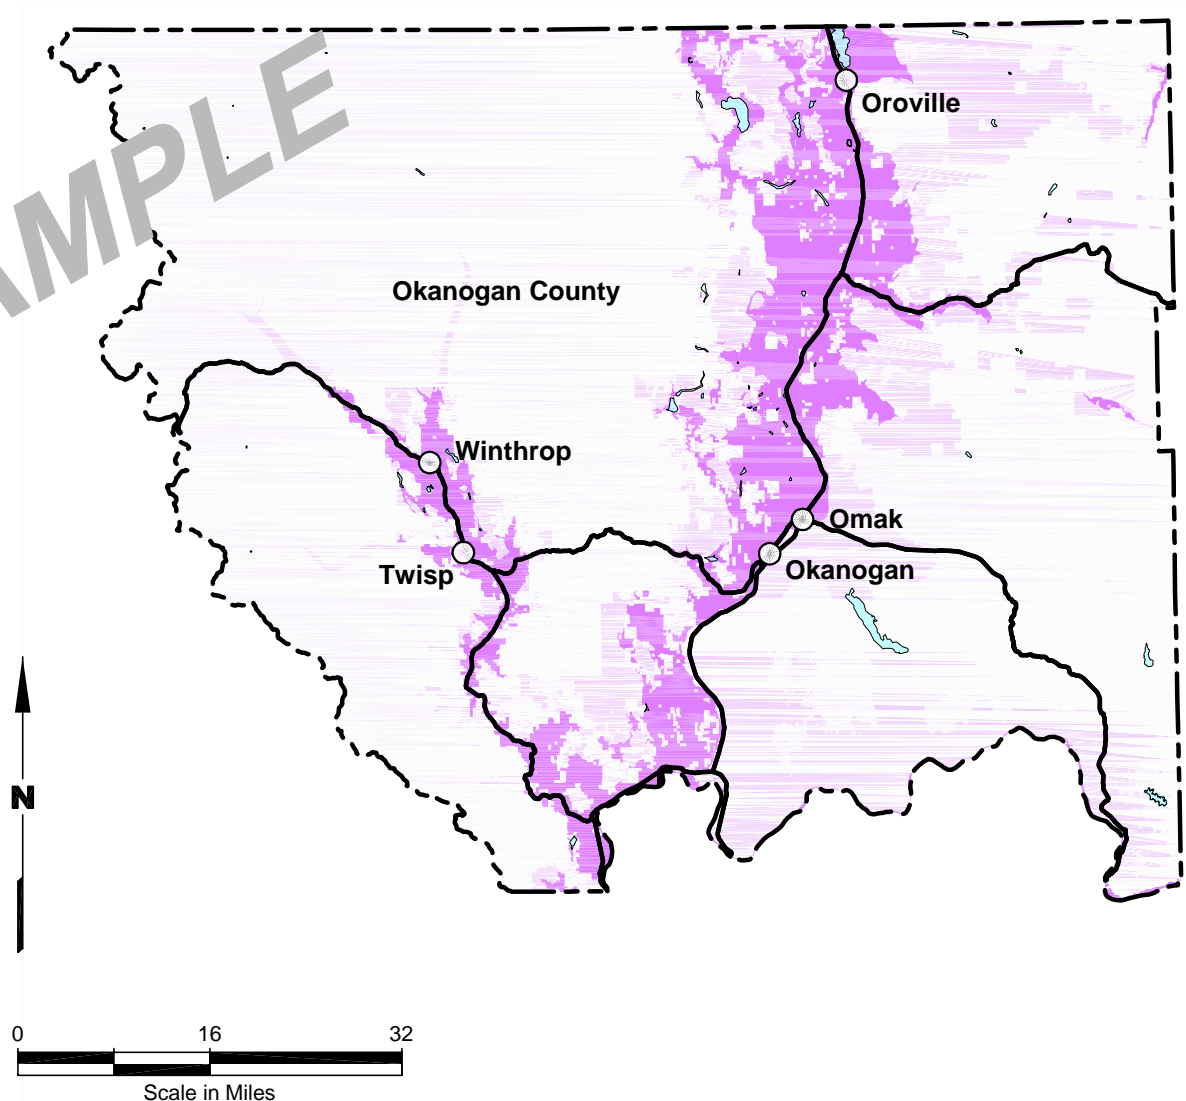 AMPLE
Oroville
Okanogan County
Winthrop
Omak
Okanogan
Twisp
N
0 16 32
Scale in Miles